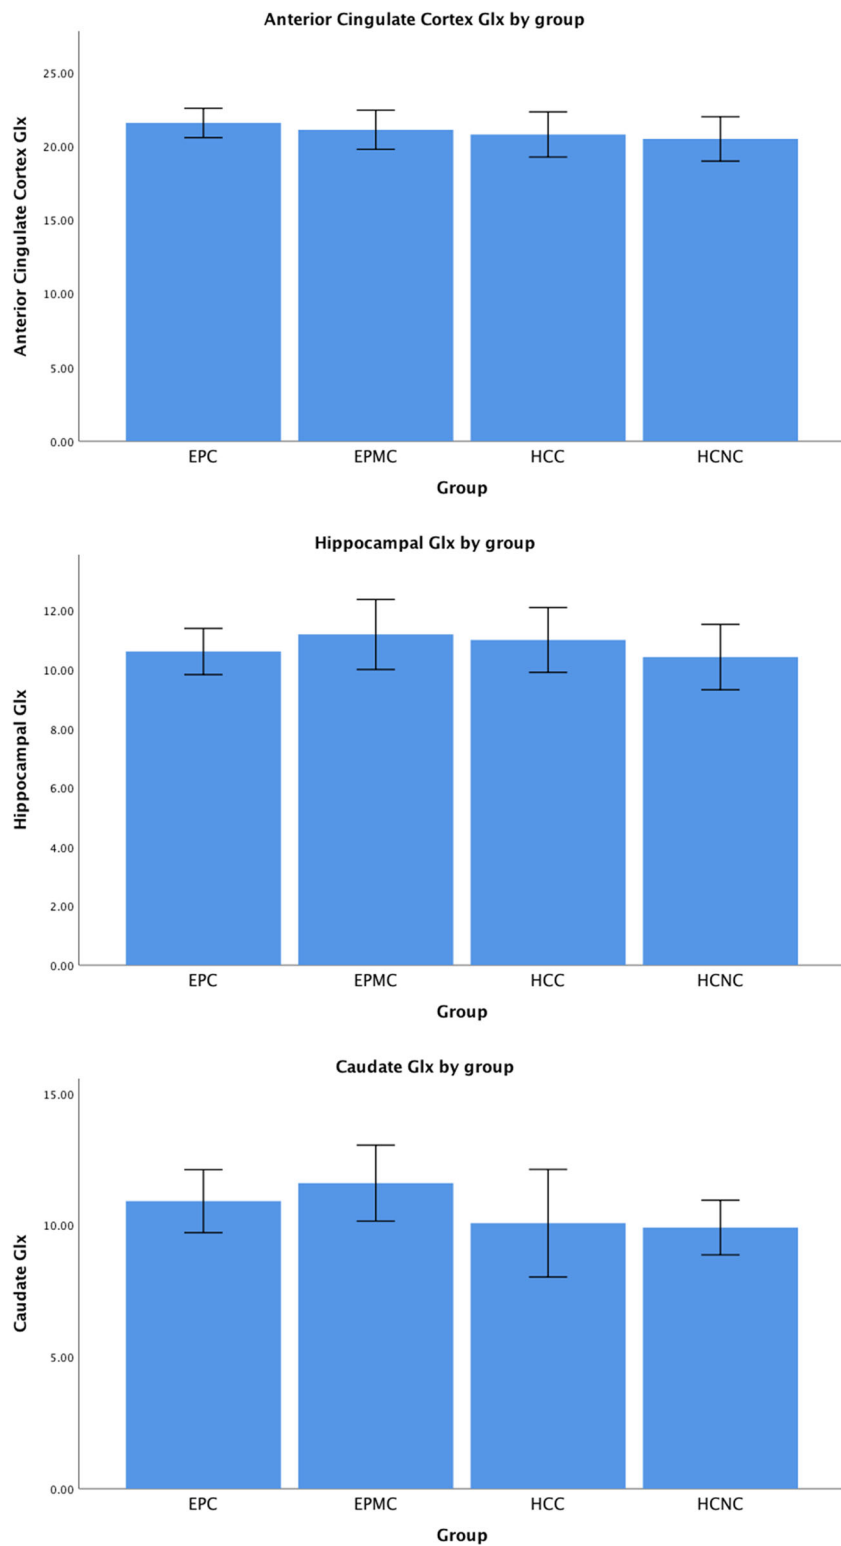 Anterior Cingulate Cortex Glx by group
Anterior Cingulate Cortex Glx
25.00
20.00
15.00
10.00
5.00
0.00
EPC EPMC HCC HCNC
Group
Hippocampal Glx by group
Hippocampal Glx
12.00
10.00
8.00
6.00
4.00
2.00
0.00
EPC EPMC HCC HCNC
Group
Caudate Glx by group
Caudate Glx
15.00
10.00
5.00
0.00
EPC EPMC HCC HCNC
Group